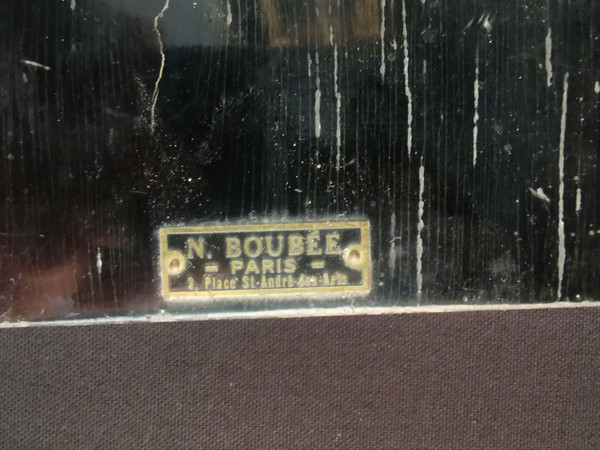 N. BOUBÉE
- PARIS -
3, Place St-André-des-Arts